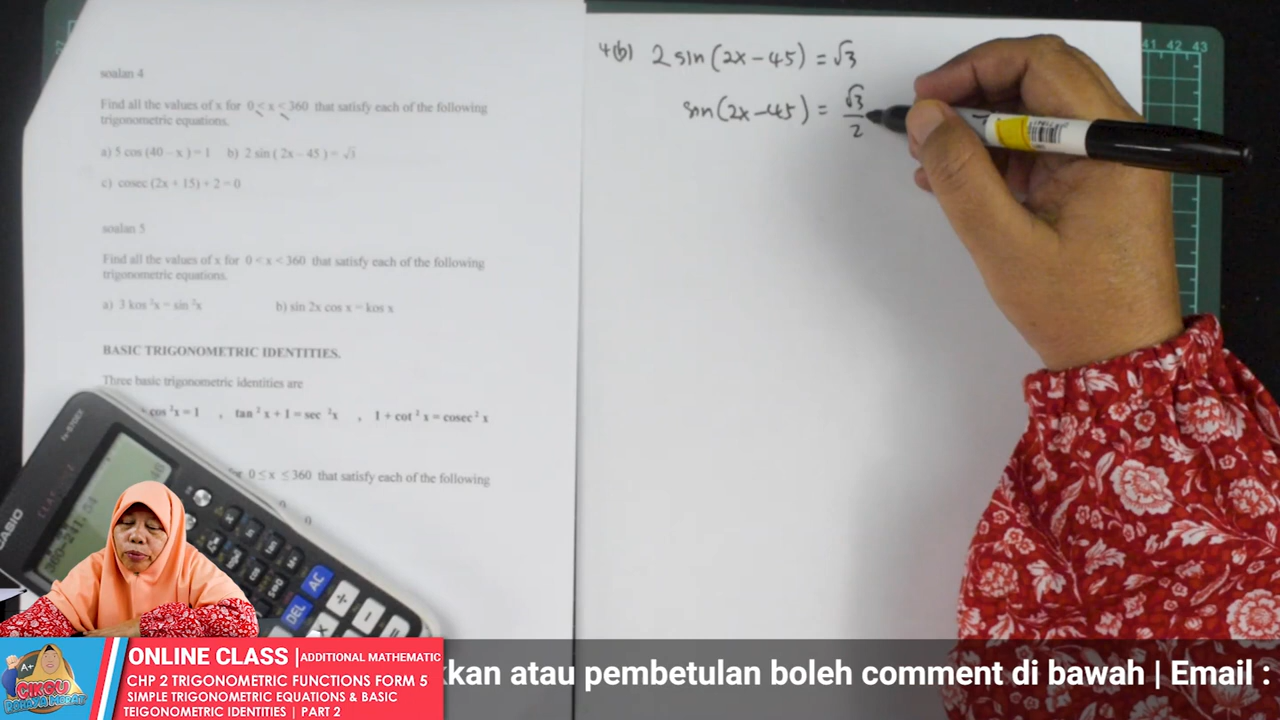 soalan 4
Find all the values of x for 0 < x < 360 that satisfy each of the following
trigonometric equations.
a) 5 cos (40 – x ) = 1 b) 2 sin ( 2x – 45 ) = √3
c) cosec (2x + 15) + 2 = 0
soalan 5
Find all the values of x for 0 < x < 360 that satisfy each of the following
trigonometric equations.
a) 3 kos ²x = sin ²x b) sin 2x cos x = kos x
BASIC TRIGONOMETRIC IDENTITIES.
Three basic trigonometric identities are
cos ²x = 1 , tan ² x + 1 = sec ²x , 1 + cot ² x = cosec ² x
for 0 ≤ x ≤ 360 that satisfy each of the following
4(b) 2 sin (2x – 45) = √3
sin (2x – 45) = √3/2
41 42 43
CASIO
AC
DEL
A+
CIKGU
ONLINE CLASS | ADDITIONAL MATHEMATIC
CHP 2 TRIGONOMETRIC FUNCTIONS FORM 5
SIMPLE TRIGONOMETRIC EQUATIONS & BASIC
TEIGONOMETRIC IDENTITIES | PART 2
kkan atau pembetulan boleh comment di bawah | Email :